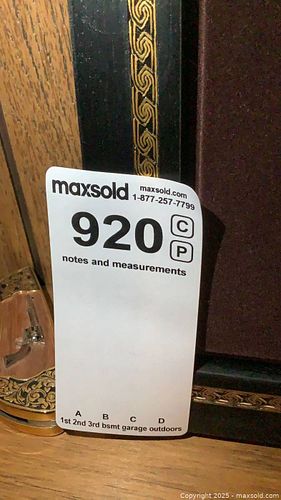 maxsold maxsold.com
1-877-257-7799
920 C
P
notes and measurements
A B C D
1st 2nd 3rd bsmt garage outdoors
Copyright © 2025 - maxsold.com